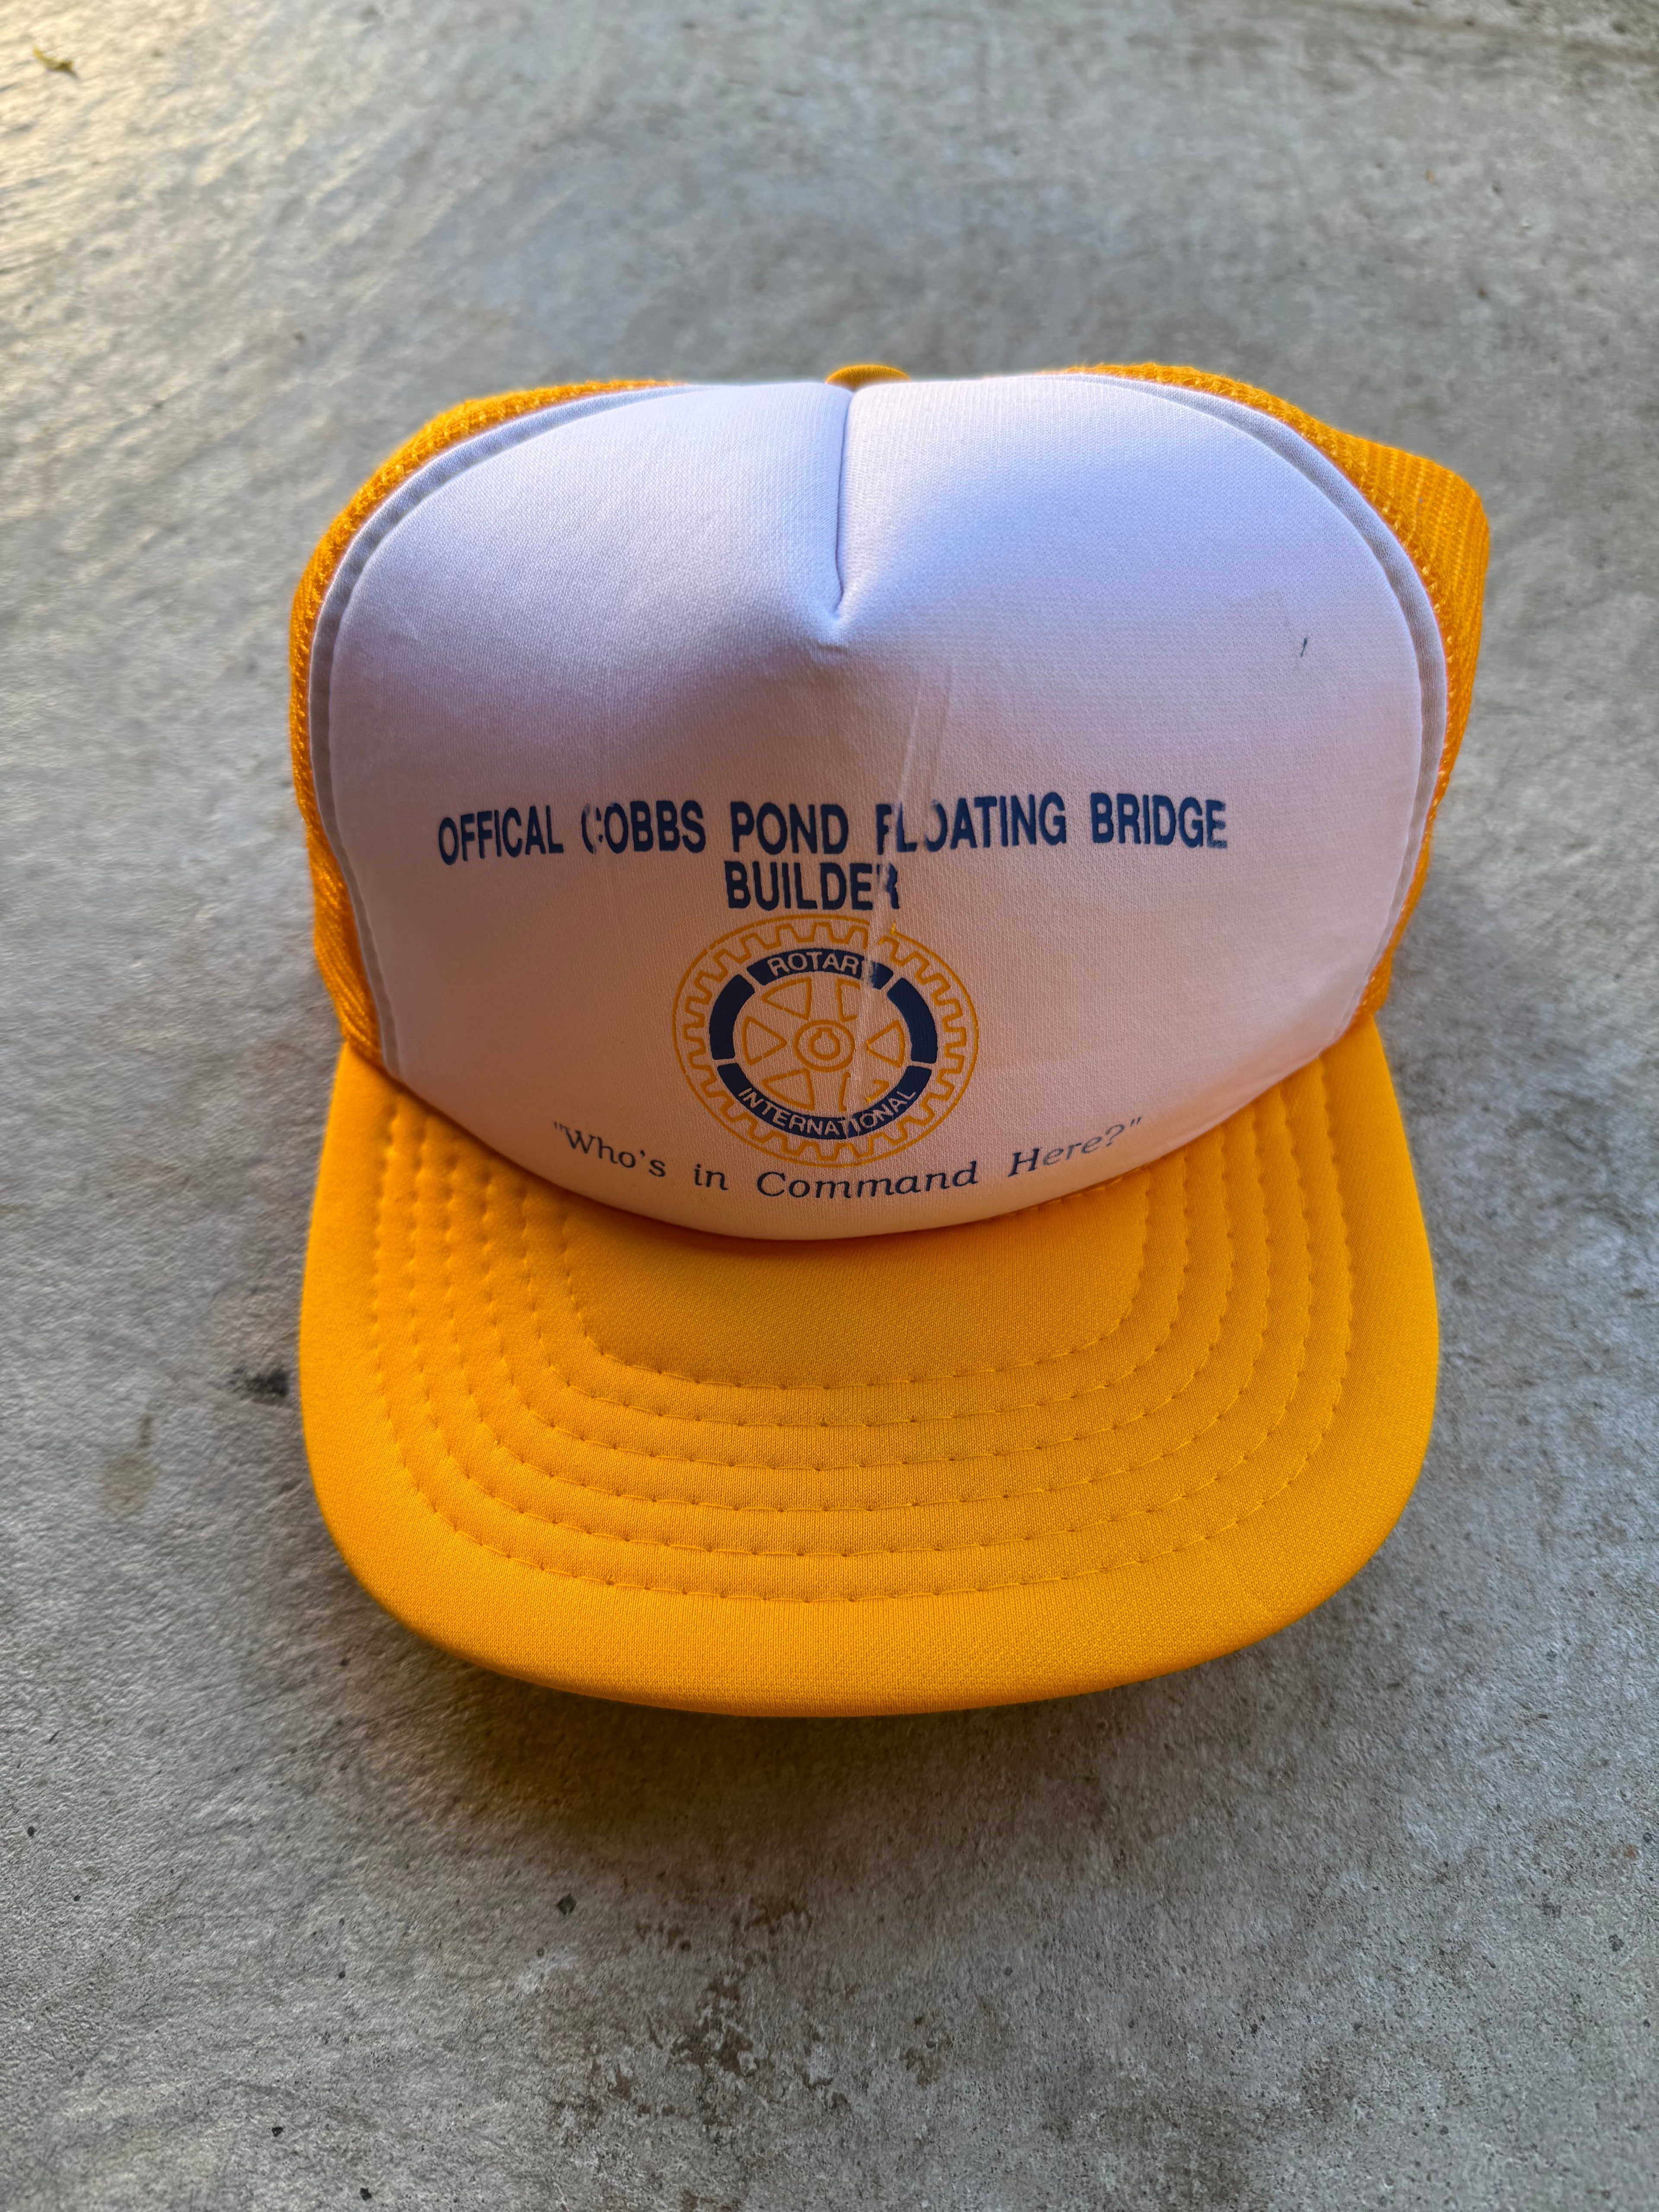 OFFICAL COBBS POND FLOATING BRIDGE
BUILDER
ROTARY
INTERNATIONAL
"Who's in Command Here?"